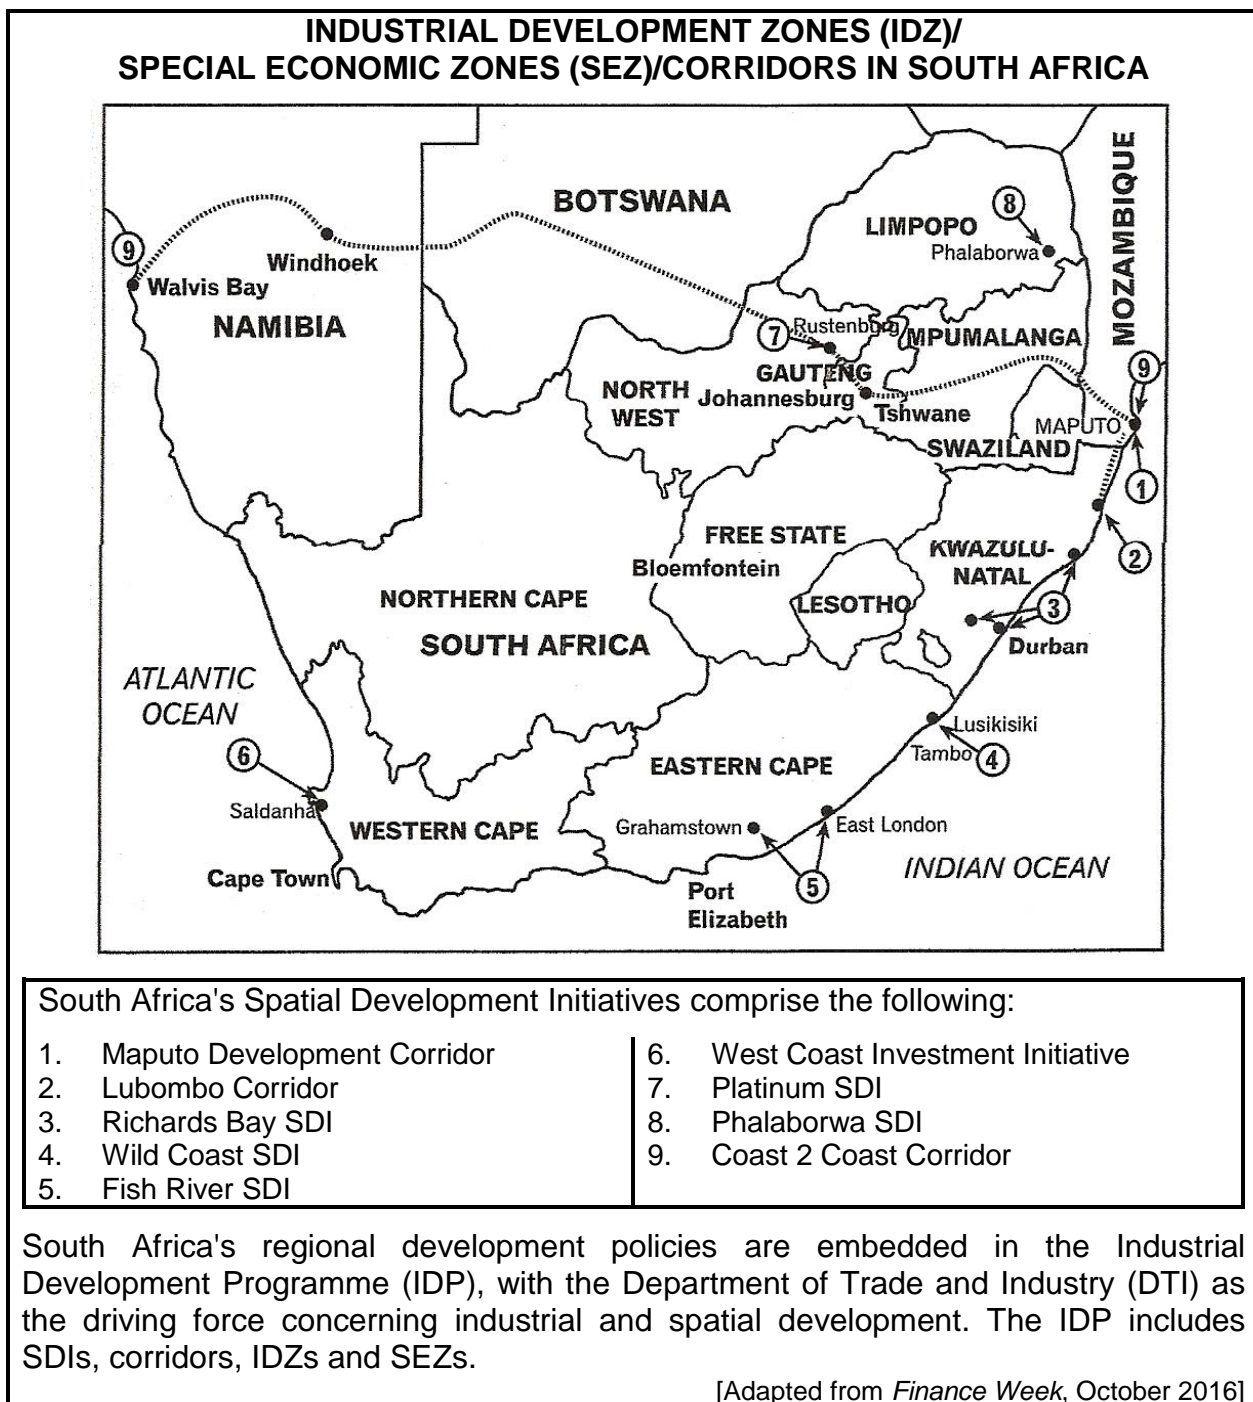 INDUSTRIAL DEVELOPMENT ZONES (IDZ)/
SPECIAL ECONOMIC ZONES (SEZ)/CORRIDORS IN SOUTH AFRICA
MOZAMBIQUE
BOTSWANA
8
LIMPOPO
Phalaborwa
9
Windhoek
Walvis Bay
NAMIBIA
7
Rustenburg
MPUMALANGA
9
GAUTENG
NORTH
WEST
Johannesburg
Tshwane
MAPUTO
SWAZILAND
1
FREE STATE
2
KWAZULU-
NATAL
Bloemfontein
NORTHERN CAPE
LESOTHO
3
SOUTH AFRICA
Durban
ATLANTIC
OCEAN
6
Lusikisiki
Tambo
4
EASTERN CAPE
Saldanha
WESTERN CAPE
Grahamstown
East London
Cape Town
5
INDIAN OCEAN
Port
Elizabeth
South Africa's Spatial Development Initiatives comprise the following:
1. Maputo Development Corridor
2. Lubombo Corridor
3. Richards Bay SDI
4. Wild Coast SDI
5. Fish River SDI
6. West Coast Investment Initiative
7. Platinum SDI
8. Phalaborwa SDI
9. Coast 2 Coast Corridor
South Africa's regional development policies are embedded in the Industrial
Development Programme (IDP), with the Department of Trade and Industry (DTI) as
the driving force concerning industrial and spatial development. The IDP includes
SDIs, corridors, IDZs and SEZs.
[Adapted from Finance Week, October 2016]